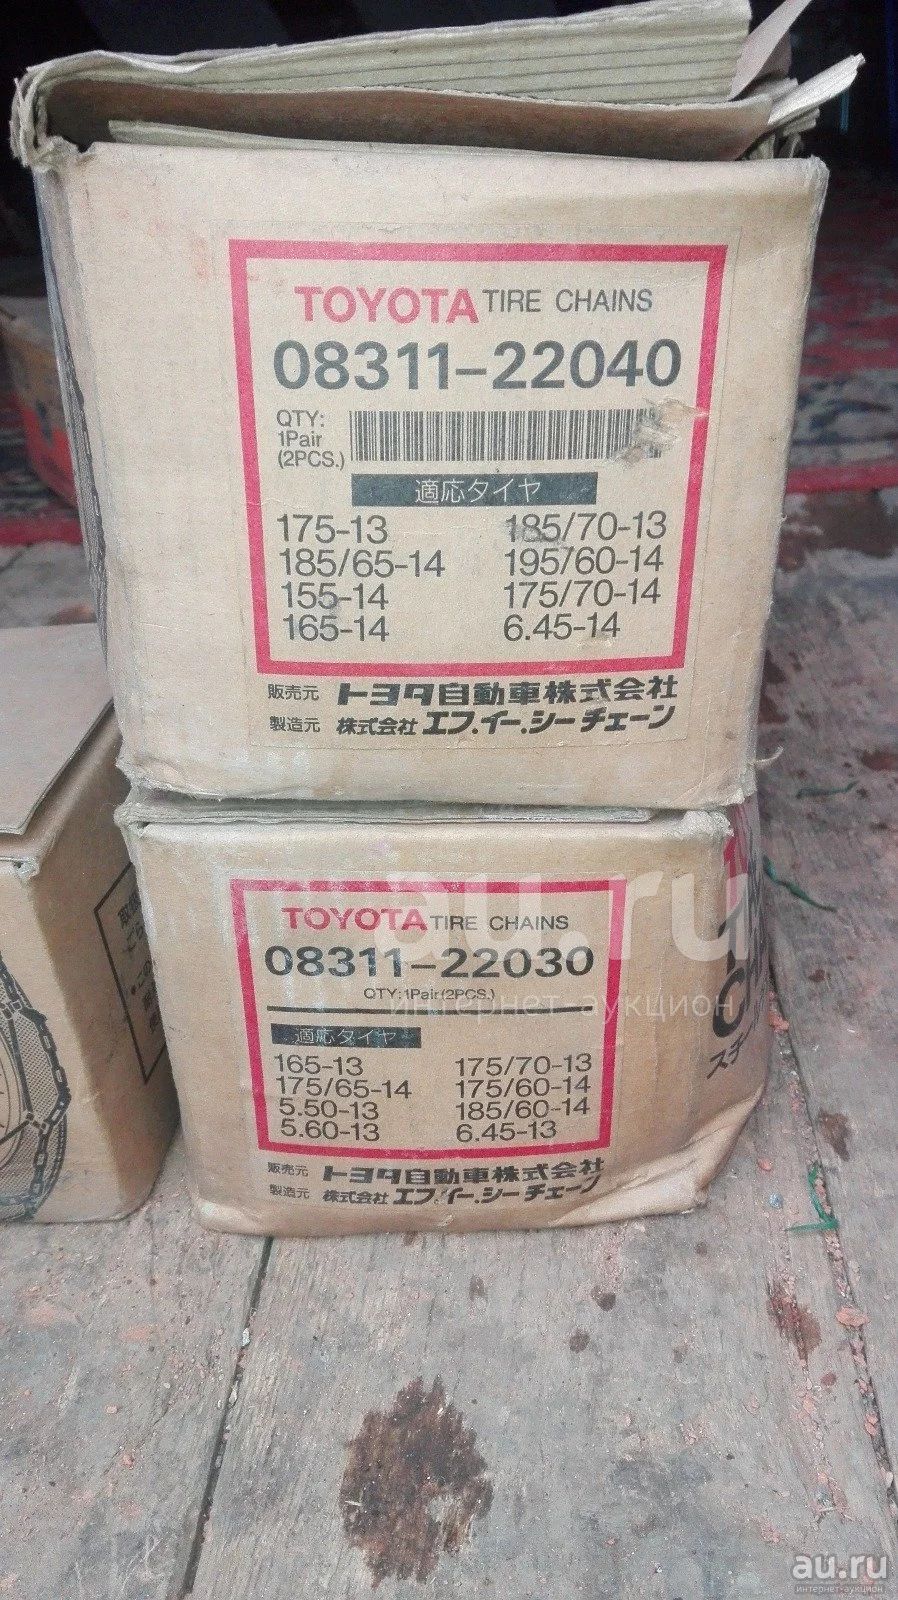 TOYOTA TIRE CHAINS
08311-22040
QTY:
1Pair
(2PCS.)
適応タイヤ
175-13 185/70-13
185/65-14 195/60-14
155-14 175/70-14
165-14 6.45-14
販売元 トヨタ自動車株式会社
製造元 株式会社 エフ.イー.シーチェーン
au.ru
интернет-аукцион
TOYOTA TIRE CHAINS
08311-22030
QTY:1Pair(2PCS.)
適応タイヤ
165-13 175/70-13
175/65-14 175/60-14
5.50-13 185/60-14
5.60-13 6.45-13
販売元 トヨタ自動車株式会社
製造元 株式会社 エフ.イー.シーチェーン
au.ru
интернет-аукцион